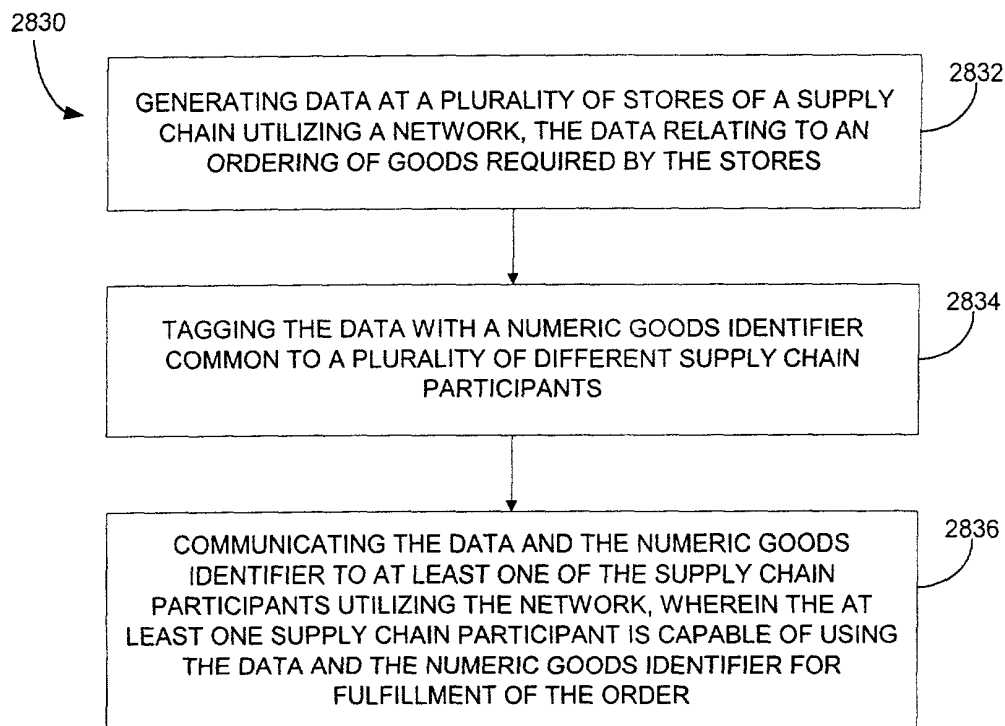 2830
2832
GENERATING DATA AT A PLURALITY OF STORES OF A SUPPLY
CHAIN UTILIZING A NETWORK, THE DATA RELATING TO AN
ORDERING OF GOODS REQUIRED BY THE STORES
2834
TAGGING THE DATA WITH A NUMERIC GOODS IDENTIFIER
COMMON TO A PLURALITY OF DIFFERENT SUPPLY CHAIN
PARTICIPANTS
2836
COMMUNICATING THE DATA AND THE NUMERIC GOODS
IDENTIFIER TO AT LEAST ONE OF THE SUPPLY CHAIN
PARTICIPANTS UTILIZING THE NETWORK, WHEREIN THE AT
LEAST ONE SUPPLY CHAIN PARTICIPANT IS CAPABLE OF USING
THE DATA AND THE NUMERIC GOODS IDENTIFIER FOR
FULFILLMENT OF THE ORDER